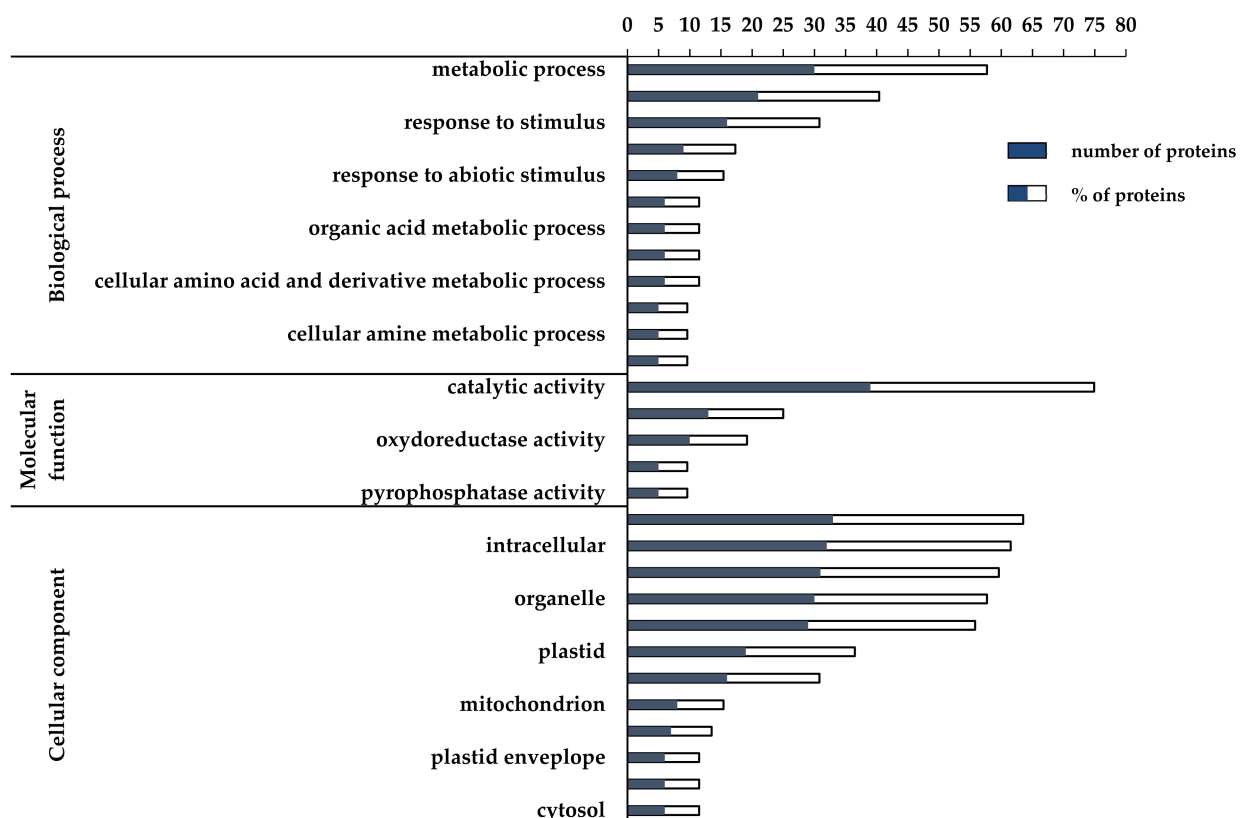 0 5 10 15 20 25 30 35 40 45 50 55 60 65 70 75 80
metabolic process
response to stimulus
number of proteins
response to abiotic stimulus
% of proteins
organic acid metabolic process
cellular amino acid and derivative metabolic process
cellular amine metabolic process
Biological process
catalytic activity
oxydoreductase activity
pyrophosphatase activity
Molecular
function
intracellular
organelle
plastid
mitochondrion
plastid enveplope
cytosol
Cellular component